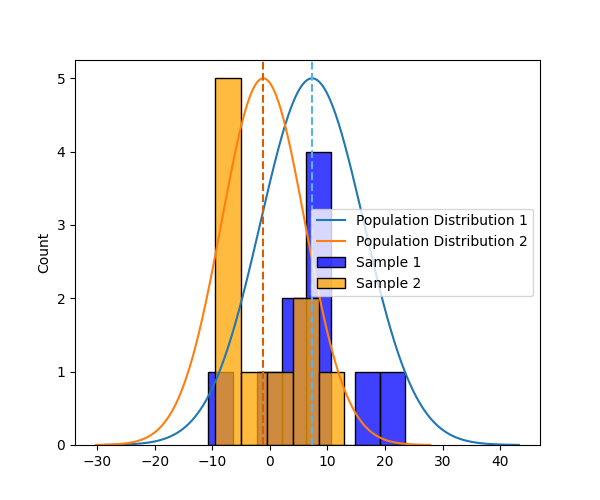 5
4
3
2
1
0
Count
Population Distribution 1
Population Distribution 2
Sample 1
Sample 2
−30 −20 −10 0 10 20 30 40